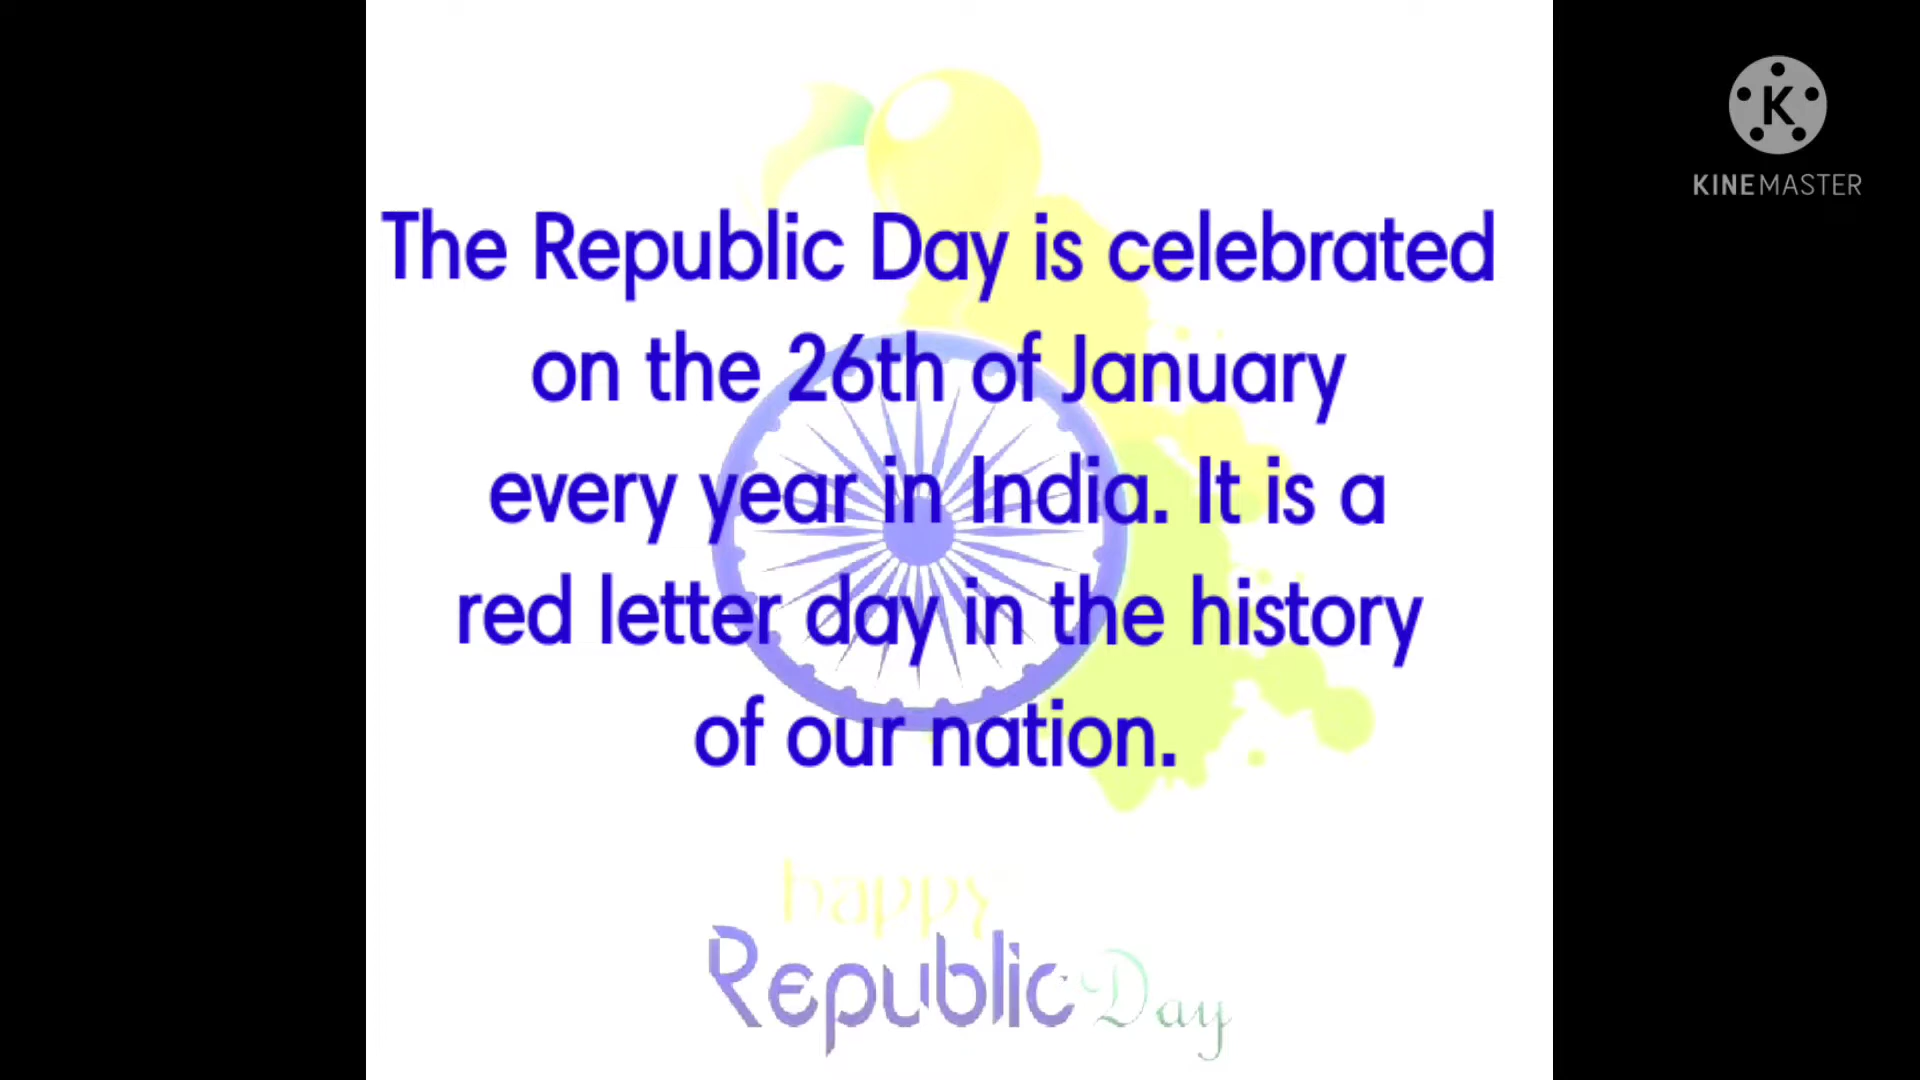 The Republic Day is celebrated
on the 26th of January
every year in India. It is a
red letter day in the history
of our nation.
happy
Republic Day
K
KINEMASTER